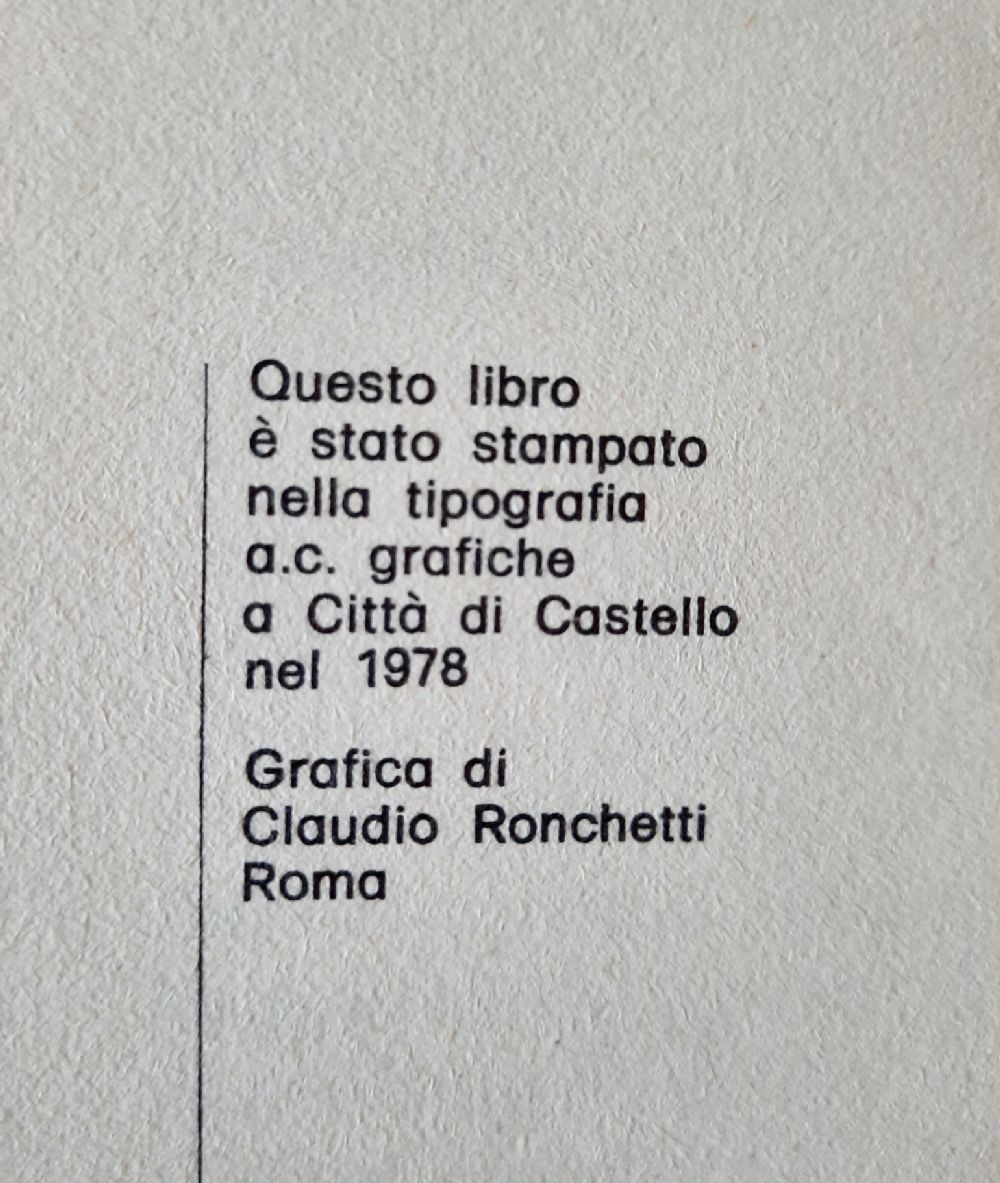 Questo libro
è stato stampato
nella tipografia
a.c. grafiche
a Città di Castello
nel 1978
Grafica di
Claudio Ronchetti
Roma